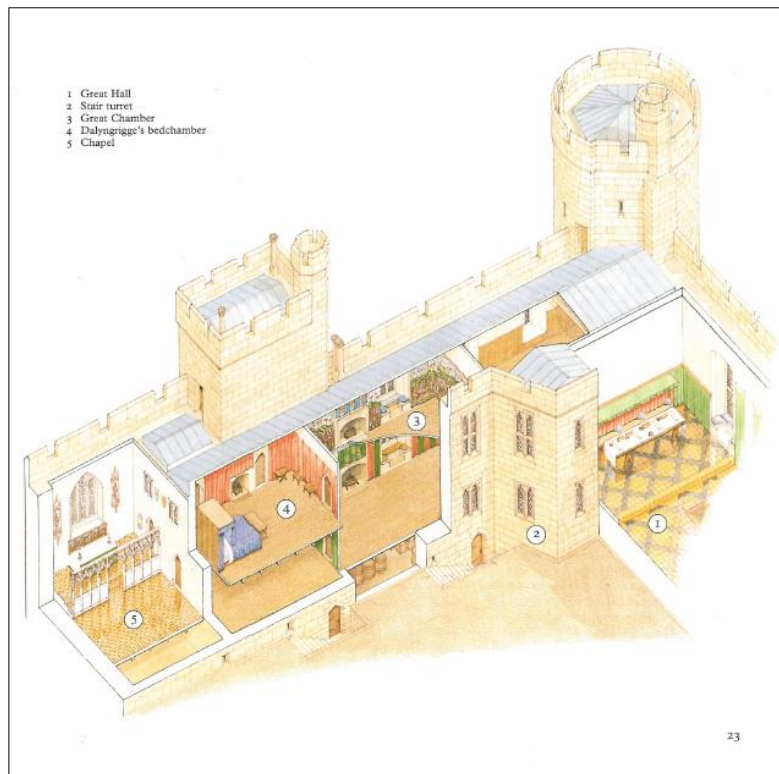 1 Great Hall
2 Stair turret
3 Great Chamber
4 Dalyngrigge's bedchamber
5 Chapel
3
4
2
1
5
23